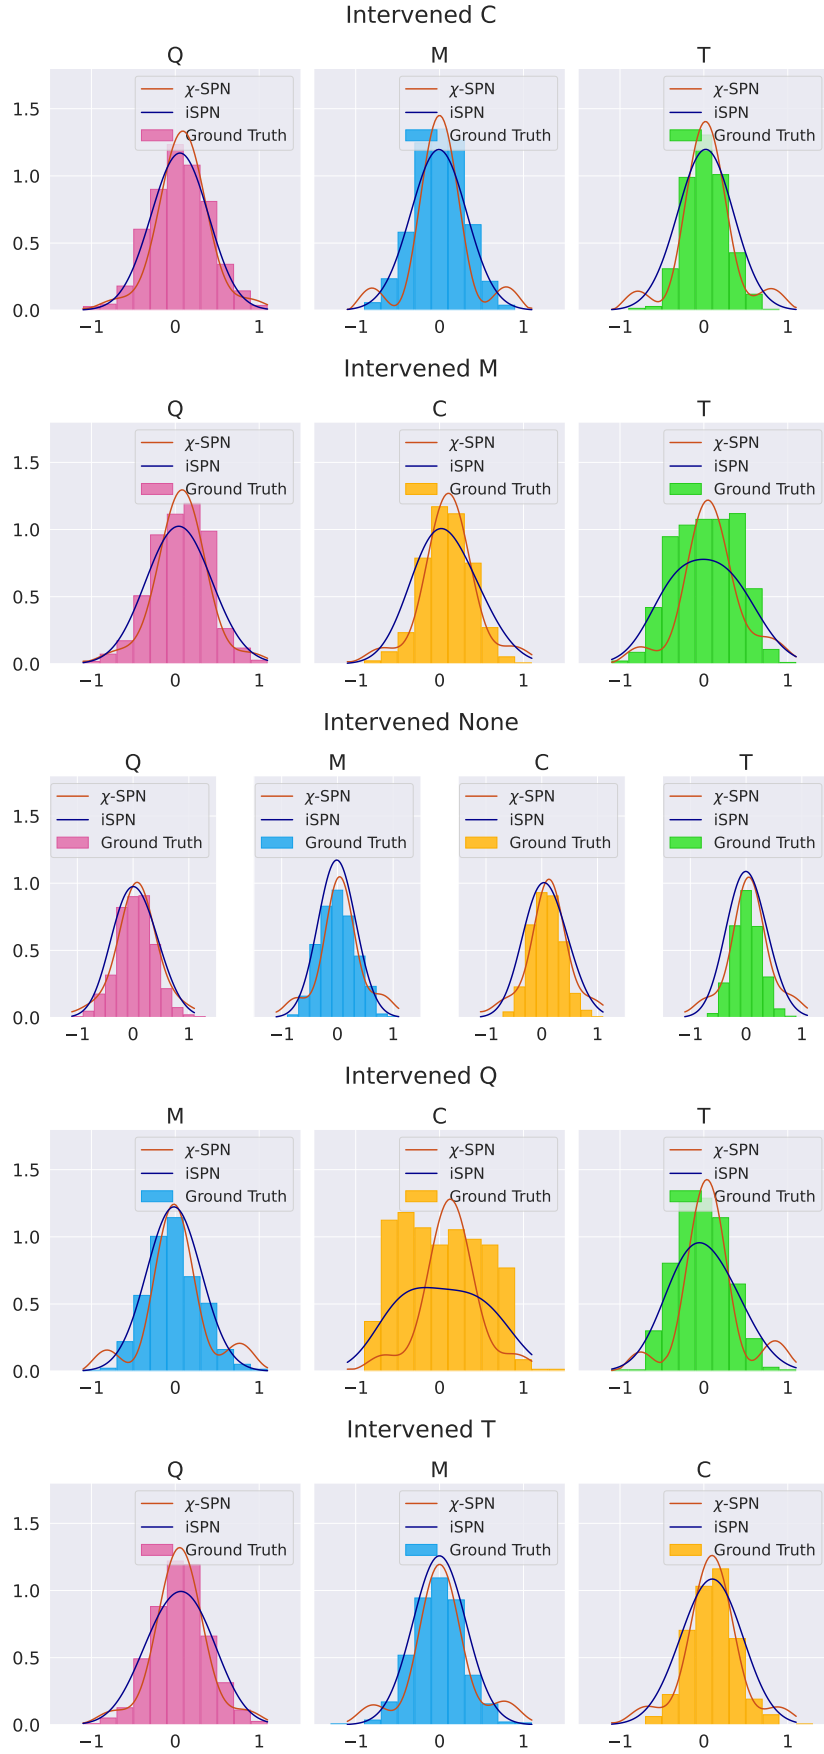 Intervened C
Q M T
χ-SPN χ-SPN χ-SPN
1.5 iSPN iSPN iSPN
Ground Truth Ground Truth Ground Truth
1.0
0.5
0.0
−1 0 1 −1 0 1 −1 0 1
Intervened M
Q C T
χ-SPN χ-SPN χ-SPN
1.5 iSPN iSPN iSPN
Ground Truth Ground Truth Ground Truth
1.0
0.5
0.0
−1 0 1 −1 0 1 −1 0 1
Intervened None
Q M C T
χ-SPN χ-SPN χ-SPN χ-SPN
1.5 iSPN iSPN iSPN iSPN
Ground Truth Ground Truth Ground Truth Ground Truth
1.0
0.5
0.0
−1 0 1 −1 0 1 −1 0 1 −1 0 1
Intervened Q
M C T
χ-SPN χ-SPN χ-SPN
1.5 iSPN iSPN iSPN
Ground Truth Ground Truth Ground Truth
1.0
0.5
0.0
−1 0 1 −1 0 1 −1 0 1
Intervened T
Q M C
χ-SPN χ-SPN χ-SPN
1.5 iSPN iSPN iSPN
Ground Truth Ground Truth Ground Truth
1.0
0.5
0.0
−1 0 1 −1 0 1 −1 0 1